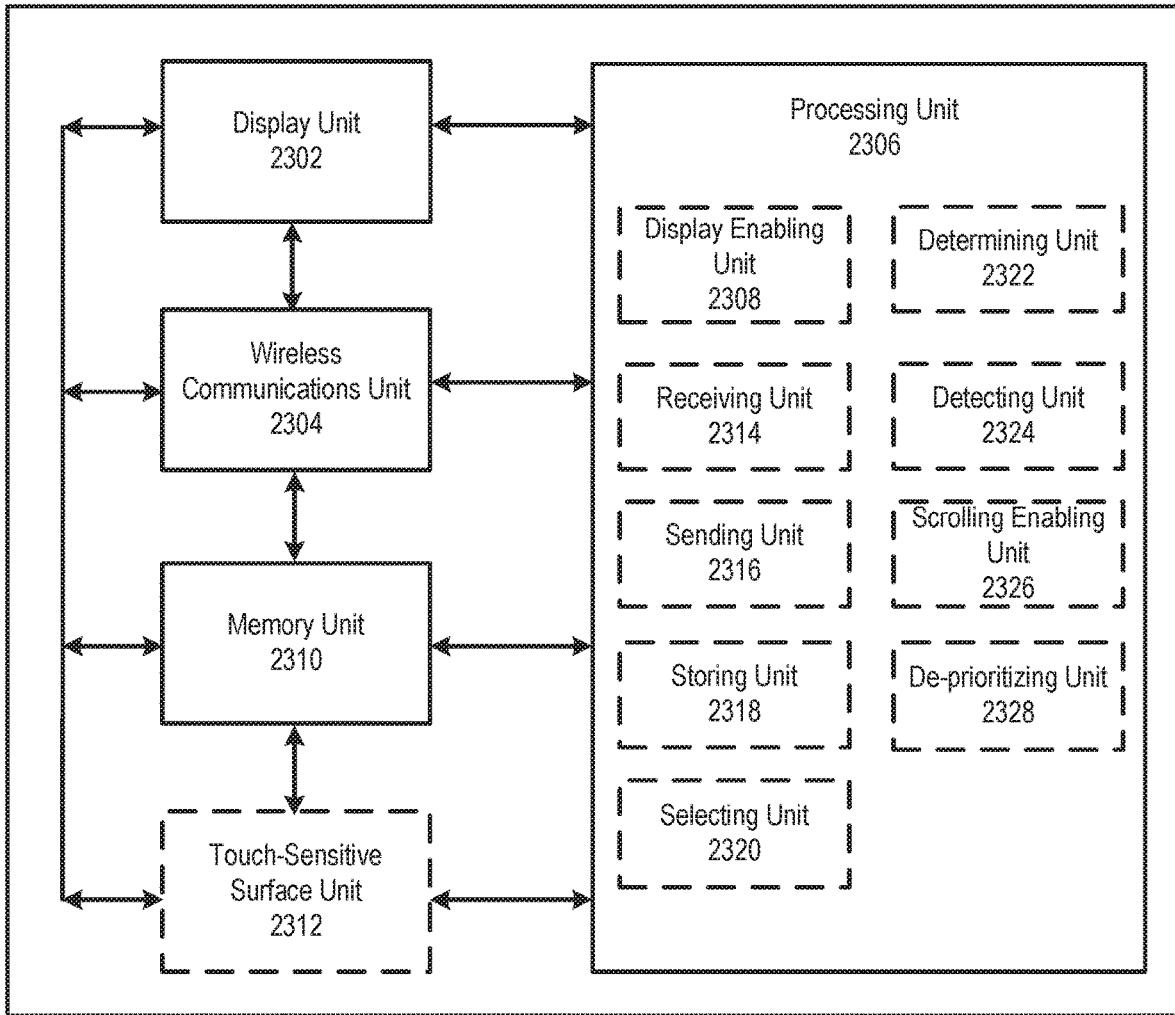 Display Unit
2302
Wireless
Communications Unit
2304
Memory Unit
2310
Touch-Sensitive
Surface Unit
2312
Processing Unit
2306
Display Enabling
Unit
2308
Determining Unit
2322
Receiving Unit
2314
Detecting Unit
2324
Sending Unit
2316
Scrolling Enabling
Unit
2326
Storing Unit
2318
De-prioritizing Unit
2328
Selecting Unit
2320